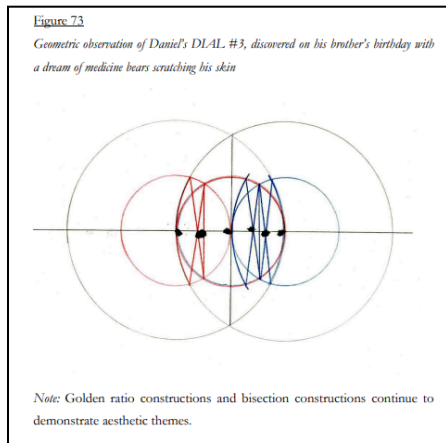 Figure 73
Geometric observation of Daniel's DIAL #3, discovered on his brother's birthday with
a dream of medicine bears scratching his skin
Note: Golden ratio constructions and bisection constructions continue to
demonstrate aesthetic themes.